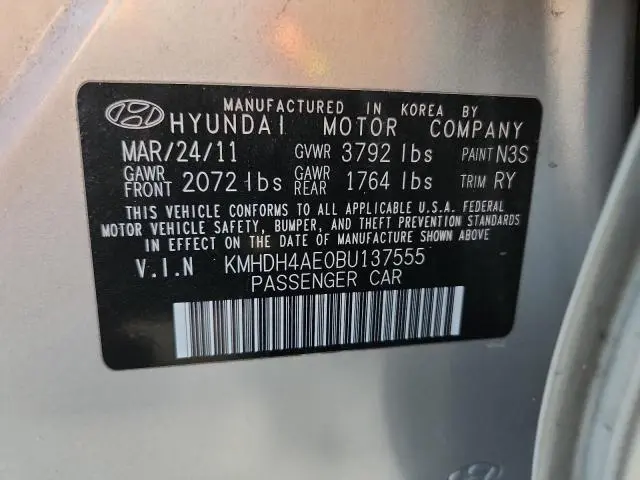 MANUFACTURED IN KOREA BY
HYUNDAI MOTOR COMPANY
MAR/24/11 GVWR 3792 lbs PAINT N3S
GAWR FRONT 2072 lbs GAWR REAR 1764 lbs TRIM RY
THIS VEHICLE CONFORMS TO ALL APPLICABLE U.S.A. FEDERAL
MOTOR VEHICLE SAFETY, BUMPER, AND THEFT PREVENTION STANDARDS
IN EFFECT ON THE DATE OF MANUFACTURE SHOWN ABOVE
V.I.N KMHDH4AE0BU137555
PASSENGER CAR